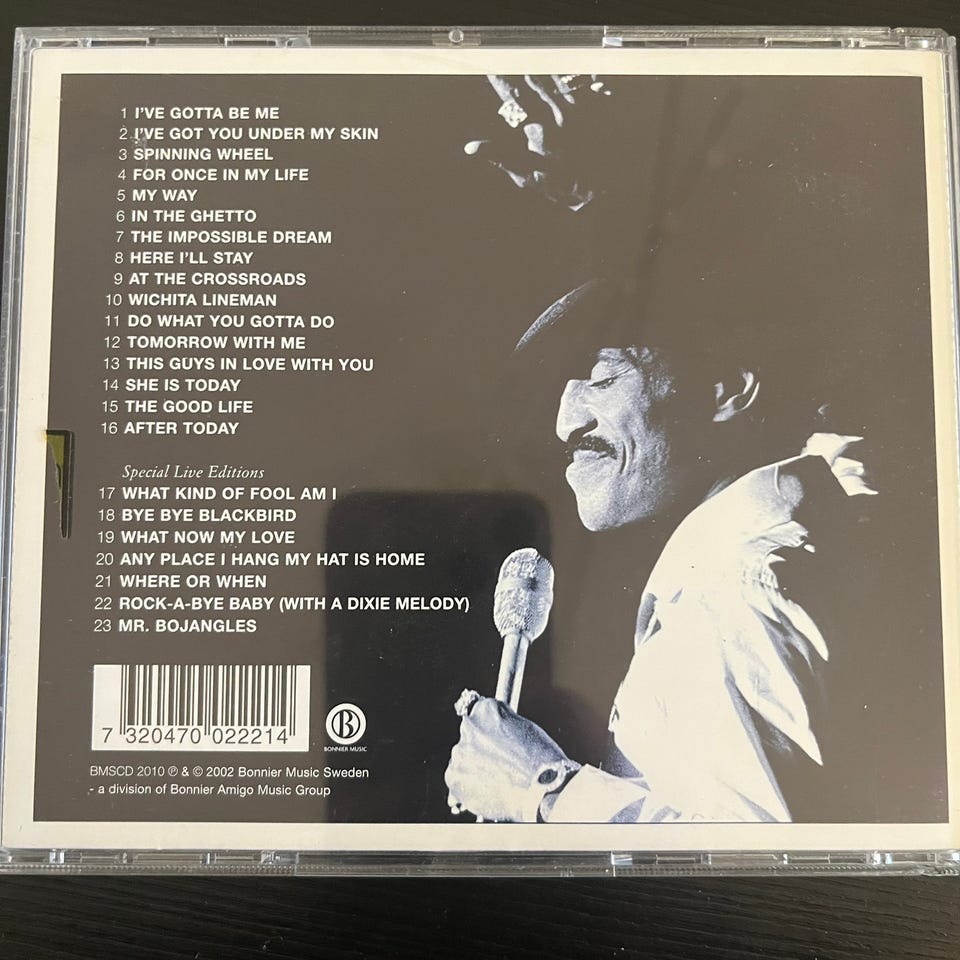 1 I'VE GOTTA BE ME
2 I'VE GOT YOU UNDER MY SKIN
3 SPINNING WHEEL
4 FOR ONCE IN MY LIFE
5 MY WAY
6 IN THE GHETTO
7 THE IMPOSSIBLE DREAM
8 HERE I'LL STAY
9 AT THE CROSSROADS
10 WICHITA LINEMAN
11 DO WHAT YOU GOTTA DO
12 TOMORROW WITH ME
13 THIS GUYS IN LOVE WITH YOU
14 SHE IS TODAY
15 THE GOOD LIFE
16 AFTER TODAY
Special Live Editions
17 WHAT KIND OF FOOL AM I
18 BYE BYE BLACKBIRD
19 WHAT NOW MY LOVE
20 ANY PLACE I HANG MY HAT IS HOME
21 WHERE OR WHEN
22 ROCK-A-BYE BABY (WITH A DIXIE MELODY)
23 MR. BOJANGLES
7 320470 022214
B
BONNIER MUSIC
BMSCD 2010 ℗ & © 2002 Bonnier Music Sweden
- a division of Bonnier Amigo Music Group